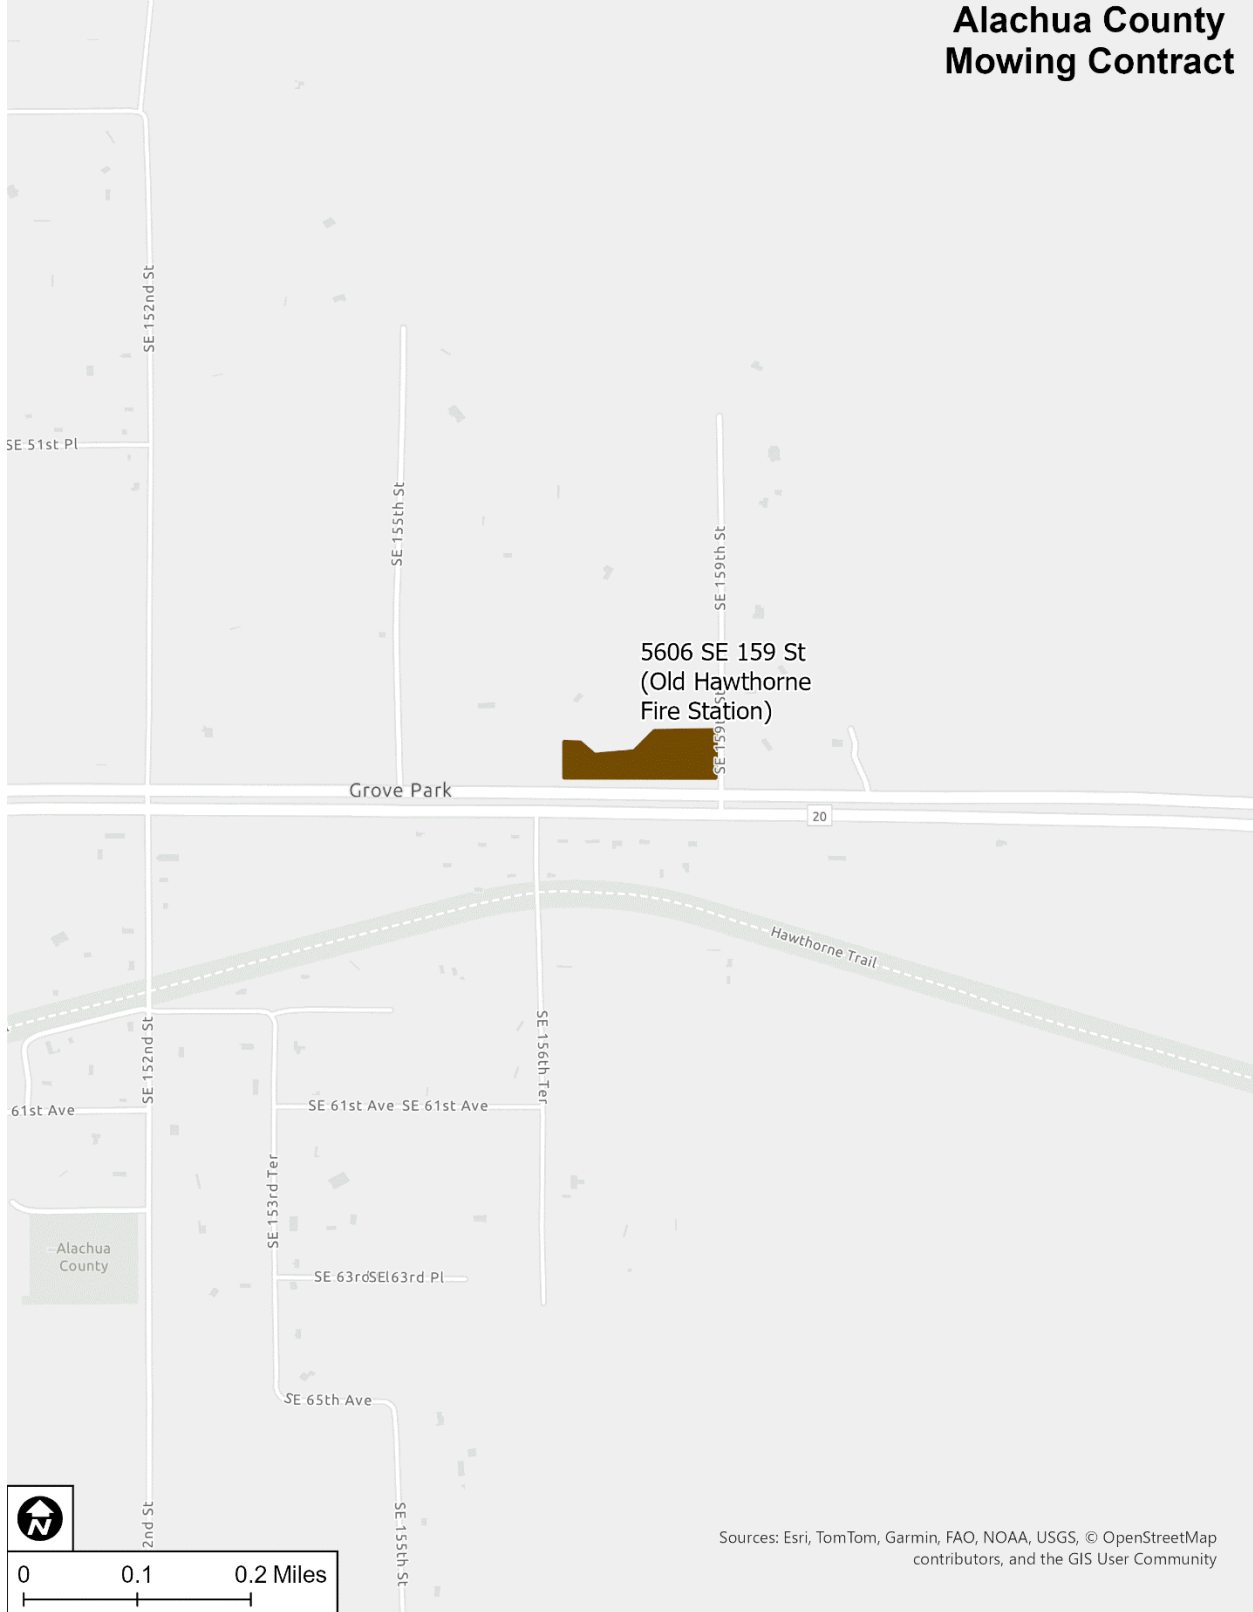 Alachua County
Mowing Contract
SE 152nd St
SE 51st Pl
SE 155th St
SE 159th St
5606 SE 159 St
(Old Hawthorne
Fire Station)
SE 159th St
Grove Park
20
Hawthorne Trail
SE 152nd St
SE 156th Ter
61st Ave
SE 61st Ave SE 61st Ave
SE 153rd Ter
Alachua
County
SE 63rd SE 63rd Pl
SE 65th Ave
2nd St
SE 155th St
N
0 0.1 0.2 Miles
Sources: Esri, TomTom, Garmin, FAO, NOAA, USGS, © OpenStreetMap
contributors, and the GIS User Community